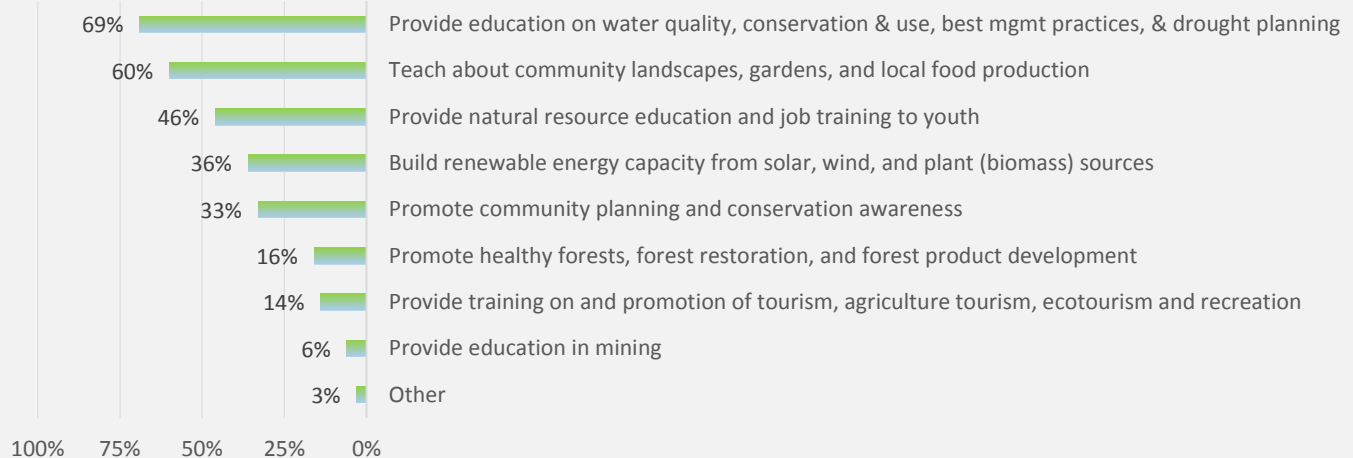 69% Provide education on water quality, conservation & use, best mgmt practices, & drought planning
60% Teach about community landscapes, gardens, and local food production
46% Provide natural resource education and job training to youth
36% Build renewable energy capacity from solar, wind, and plant (biomass) sources
33% Promote community planning and conservation awareness
16% Promote healthy forests, forest restoration, and forest product development
14% Provide training on and promotion of tourism, agriculture tourism, ecotourism and recreation
6% Provide education in mining
3% Other
100% 75% 50% 25% 0%